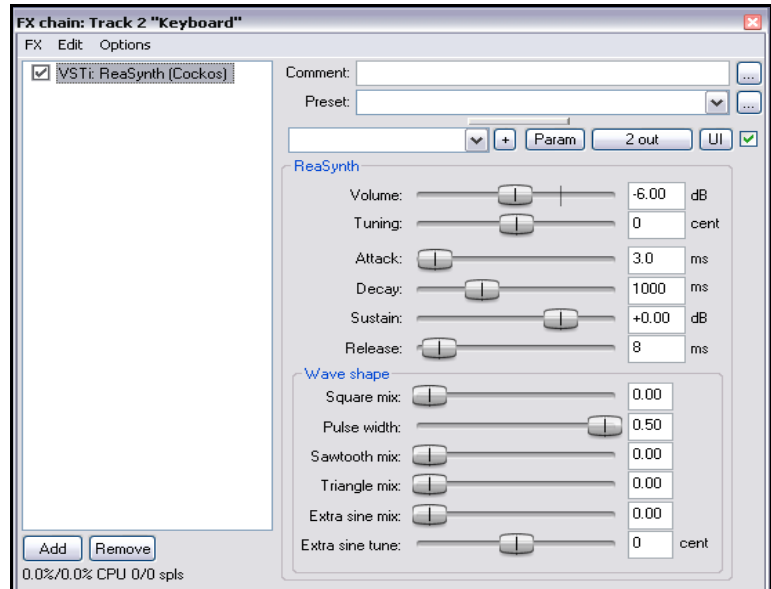 FX chain: Track 2 "Keyboard"
FX Edit Options
VSTi: ReaSynth (Cockos)
Comment: ...
Preset: ...
+ Param 2 out UI
ReaSynth
Volume: -6.00 dB
Tuning: 0 cent
Attack: 3.0 ms
Decay: 1000 ms
Sustain: +0.00 dB
Release: 8 ms
Wave shape
Square mix: 0.00
Pulse width: 0.50
Sawtooth mix: 0.00
Triangle mix: 0.00
Extra sine mix: 0.00
Extra sine tune: 0 cent
Add Remove
0.0%/0.0% CPU 0/0 spls